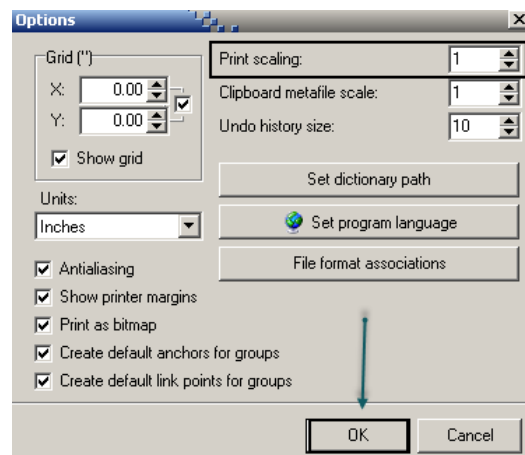 Options
Grid (")
X: 0.00
Y: 0.00
Show grid
Units:
Inches
Antialiasing
Show printer margins
Print as bitmap
Create default anchors for groups
Create default link points for groups
Print scaling: 1
Clipboard metafile scale: 1
Undo history size: 10
Set dictionary path
Set program language
File format associations
OK
Cancel